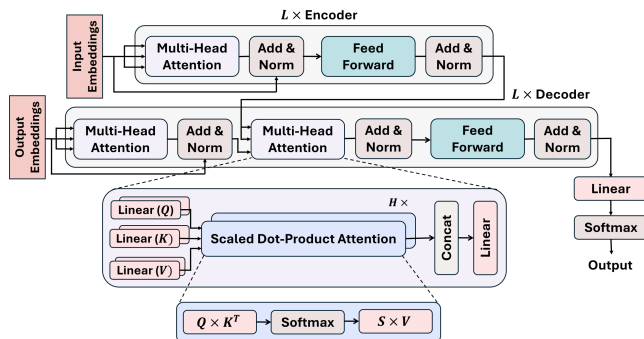 L × Encoder
Input
Embeddings
Multi-Head
Attention
Add &
Norm
Feed
Forward
Add &
Norm
L × Decoder
Output
Embeddings
Multi-Head
Attention
Add &
Norm
Multi-Head
Attention
Add &
Norm
Feed
Forward
Add &
Norm
Linear
Softmax
Output
H ×
Linear (Q)
Linear (K)
Linear (V)
Scaled Dot-Product Attention
Concat
Linear
Q × K^T
Softmax
S × V